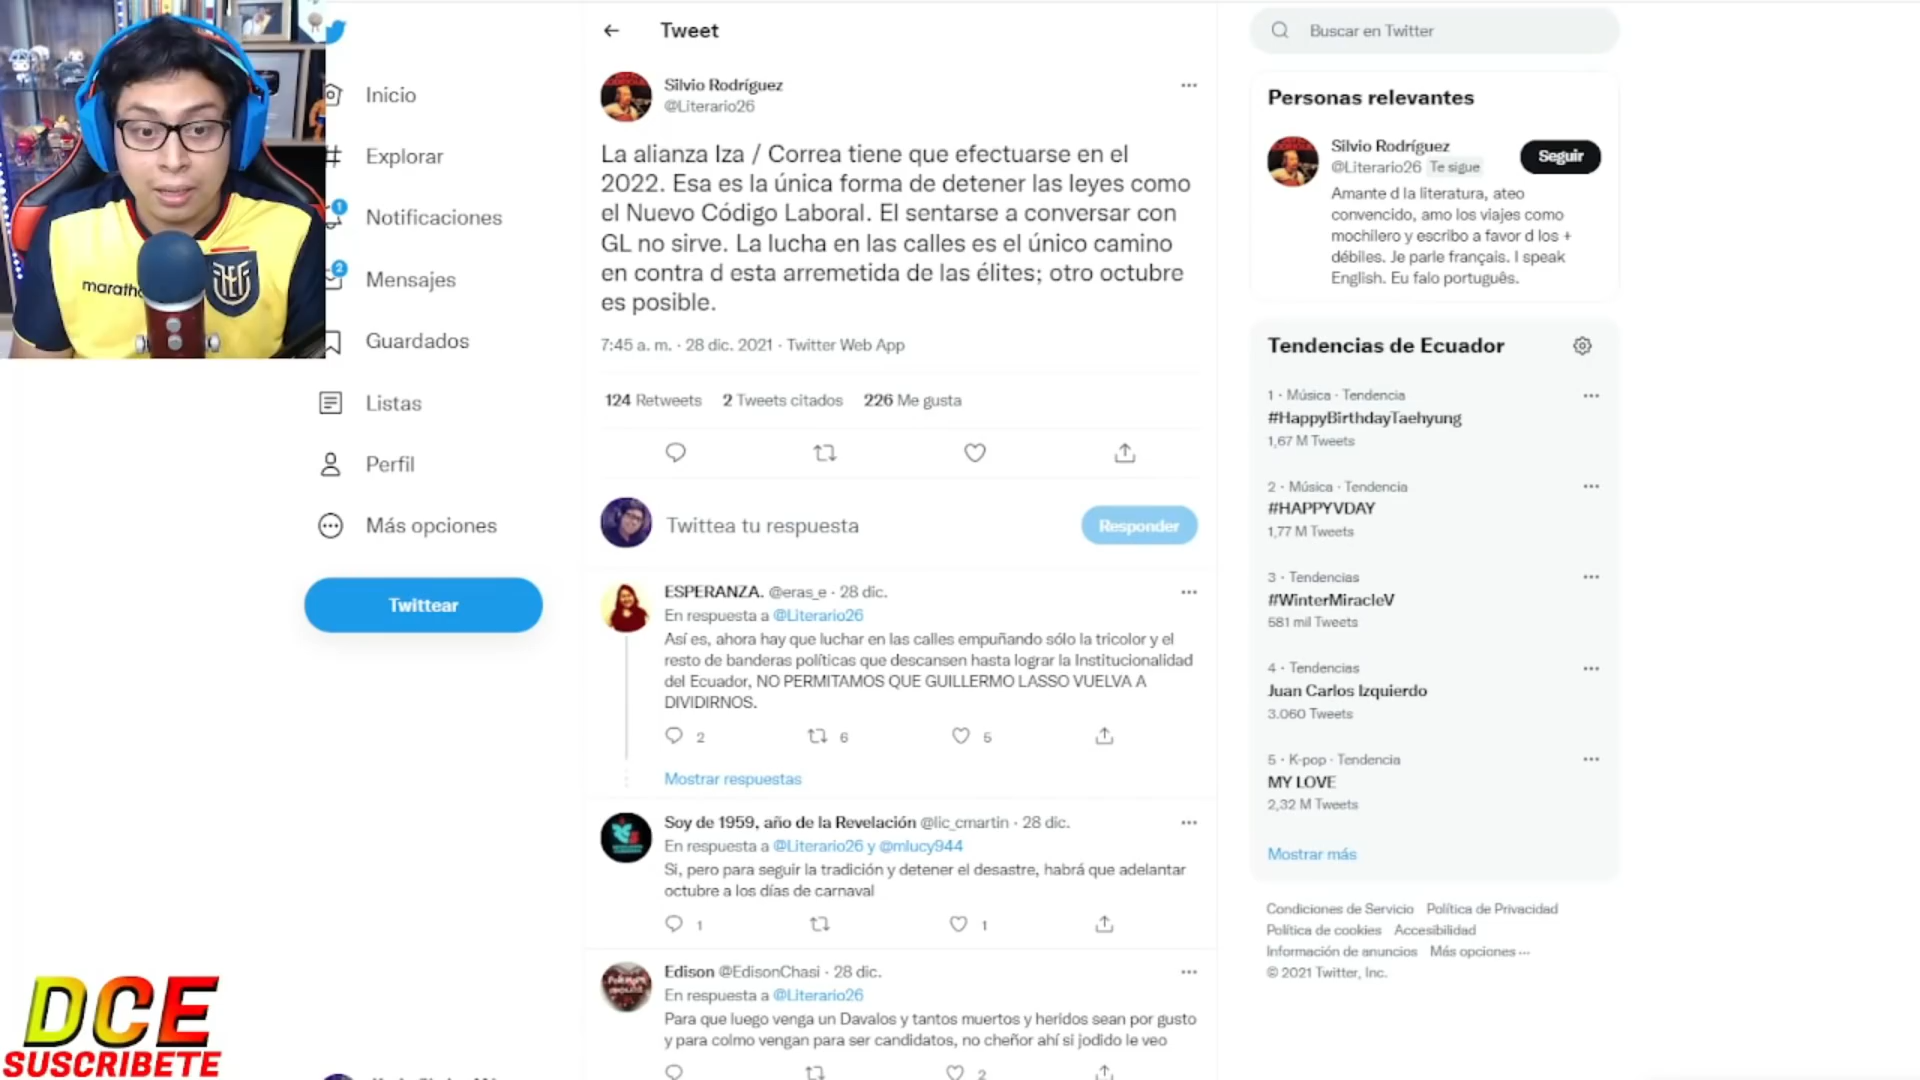 Tweet
Silvio Rodríguez
@Literario26
La alianza Iza / Correa tiene que efectuarse en el
2022. Esa es la única forma de detener las leyes como
el Nuevo Código Laboral. El sentarse a conversar con
GL no sirve. La lucha en las calles es el único camino
en contra d esta arremetida de las élites; otro octubre
es posible.
7:45 a. m. · 28 dic. 2021 · Twitter Web App
124 Retweets 2 Tweets citados 226 Me gusta
Twittea tu respuesta
Responder
ESPERANZA. @eras_e · 28 dic.
En respuesta a @Literario26
Así es, ahora hay que luchar en las calles empuñando sólo la tricolor y el
resto de banderas políticas que descansen hasta lograr la Institucionalidad
del Ecuador, NO PERMITAMOS QUE GUILLERMO LASSO VUELVA A
DIVIDIRNOS.
2 6 5
Mostrar respuestas
Soy de 1959, año de la Revelación @lic_cmartin · 28 dic.
En respuesta a @Literario26 y @mlucy944
Si, pero para seguir la tradición y detener el desastre, habrá que adelantar
octubre a los días de carnaval
1 1
Edison @EdisonChasi · 28 dic.
En respuesta a @Literario26
Para que luego venga un Davalos y tantos muertos y heridos sean por gusto
y para colmo vengan para ser candidatos, no cheñor ahí si jodido le veo
2
Inicio
Explorar
1
Notificaciones
2
Mensajes
Guardados
Listas
Perfil
Más opciones
Twittear
marath
DCE
SUSCRIBETE
Buscar en Twitter
Personas relevantes
Silvio Rodríguez
@Literario26 Te sigue
Seguir
Amante d la literatura, ateo
convencido, amo los viajes como
mochilero y escribo a favor d los +
débiles. Je parle français. I speak
English. Eu falo português.
Tendencias de Ecuador
1 · Música · Tendencia
#HappyBirthdayTaehyung
1,67 M Tweets
2 · Música · Tendencia
#HAPPYVDAY
1,77 M Tweets
3 · Tendencias
#WinterMiracleV
581 mil Tweets
4 · Tendencias
Juan Carlos Izquierdo
3.060 Tweets
5 · K-pop · Tendencia
MY LOVE
2,32 M Tweets
Mostrar más
Condiciones de Servicio Política de Privacidad
Política de cookies Accesibilidad
Información de anuncios Más opciones ···
© 2021 Twitter, Inc.